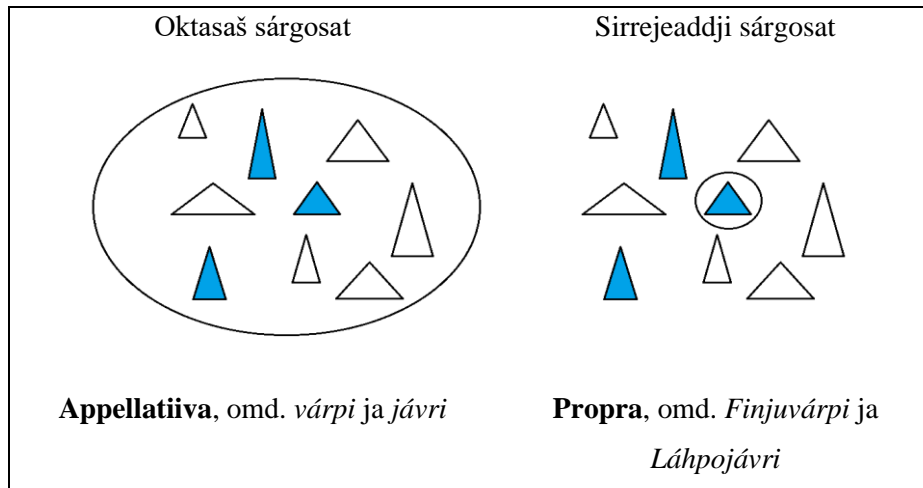 Oktasaš sárgosat
Sirrejeaddji sárgosat
Appellatiiva, omd. várpi ja jávri
Propra, omd. Finjuvárpi ja
Láhpojávri